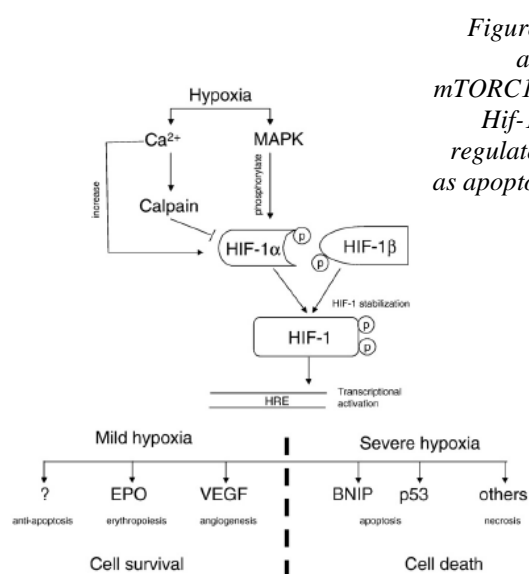 Figure
a
mTORC1
Hif-1
regulate
as apopto
Hypoxia
Ca2+
MAPK
increase
phosphorylate
Calpain
HIF-1α
p
HIF-1β
p
HIF-1 stabilization
HIF-1
p
p
HRE
Transcriptional
activation
Mild hypoxia
Severe hypoxia
?
EPO
VEGF
BNIP
p53
others
anti-apoptosis
erythropoiesis
angiogenesis
apoptosis
necrosis
Cell survival
Cell death